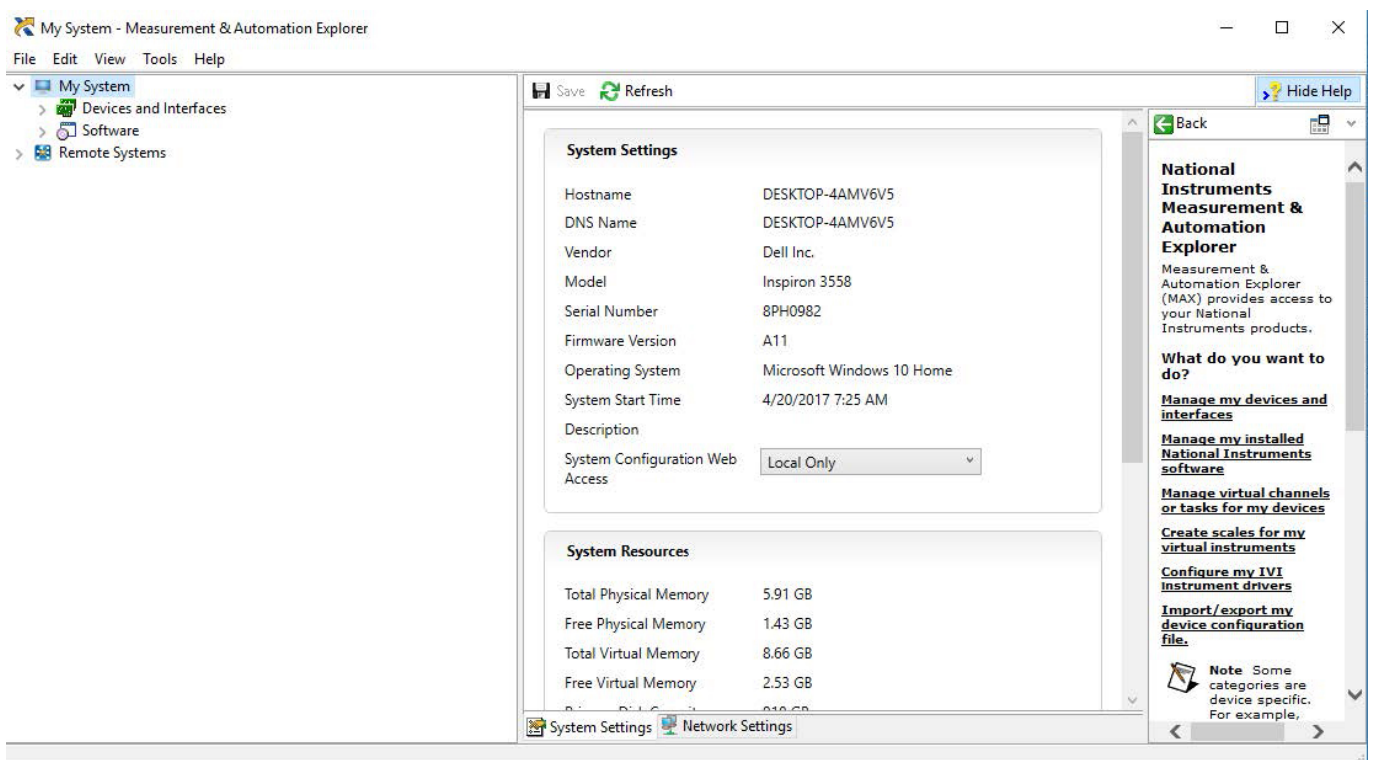 My System - Measurement & Automation Explorer
File Edit View Tools Help
My System
Devices and Interfaces
Software
Remote Systems
Save Refresh
Hide Help
System Settings
Hostname DESKTOP-4AMV6V5
DNS Name DESKTOP-4AMV6V5
Vendor Dell Inc.
Model Inspiron 3558
Serial Number 8PH0982
Firmware Version A11
Operating System Microsoft Windows 10 Home
System Start Time 4/20/2017 7:25 AM
Description
System Configuration Web
Access
Local Only
System Resources
Total Physical Memory 5.91 GB
Free Physical Memory 1.43 GB
Total Virtual Memory 8.66 GB
Free Virtual Memory 2.53 GB
System Settings Network Settings
Back
National
Instruments
Measurement &
Automation
Explorer
Measurement &
Automation Explorer
(MAX) provides access to
your National
Instruments products.
What do you want to
do?
Manage my devices and
interfaces
Manage my installed
National Instruments
software
Manage virtual channels
or tasks for my devices
Create scales for my
virtual instruments
Configure my IVI
instrument drivers
Import/export my
device configuration
file.
Note Some
categories are
device specific.
For example,